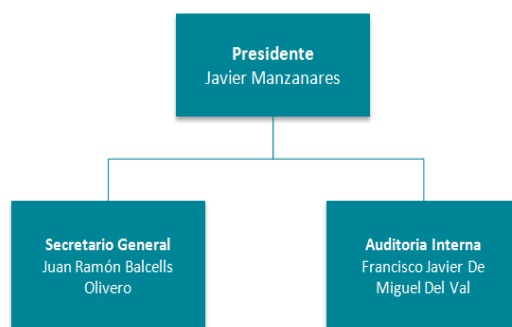 Presidente
Javier Manzanares
Secretario General
Juan Ramón Balcells
Olivero
Auditoria Interna
Francisco Javier De
Miguel Del Val